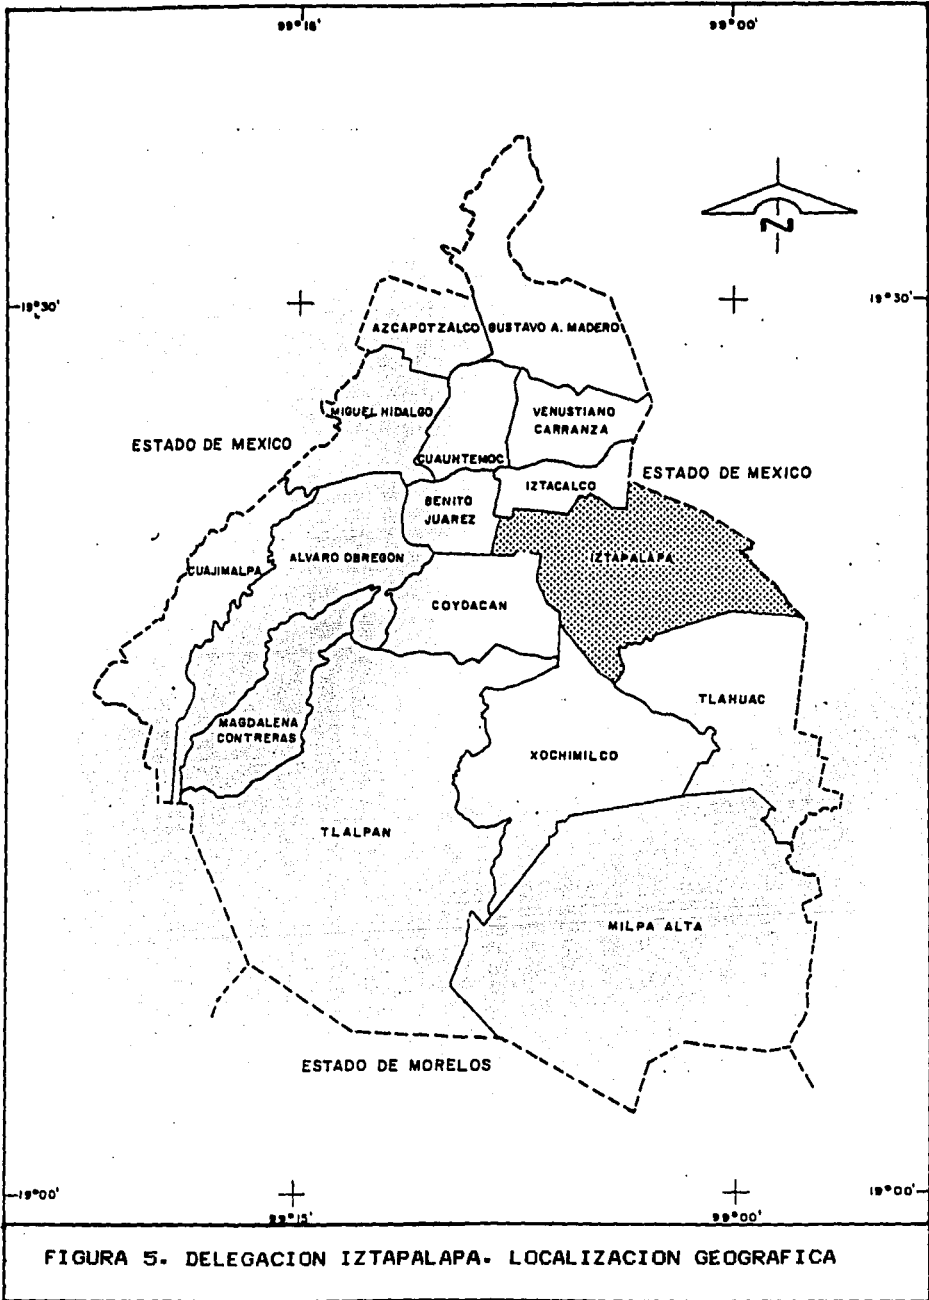 99°15'
99°00'
N
19°30'
19°30'
AZCAPOTZALCO
GUSTAVO A. MADERO
MIGUEL HIDALGO
VENUSTIANO
CARRANZA
ESTADO DE MEXICO
CUAUHTEMOC
ESTADO DE MEXICO
IZTACALCO
BENITO
JUAREZ
CUAJIMALPA
ALVARO OBREGON
IZTAPALAPA
COYOACAN
TLAHUAC
MAGDALENA
CONTRERAS
XOCHIMILCO
TLALPAN
MILPA ALTA
ESTADO DE MORELOS
19°00'
19°00'
99°15'
99°00'
FIGURA 5. DELEGACION IZTAPALAPA. LOCALIZACION GEOGRAFICA